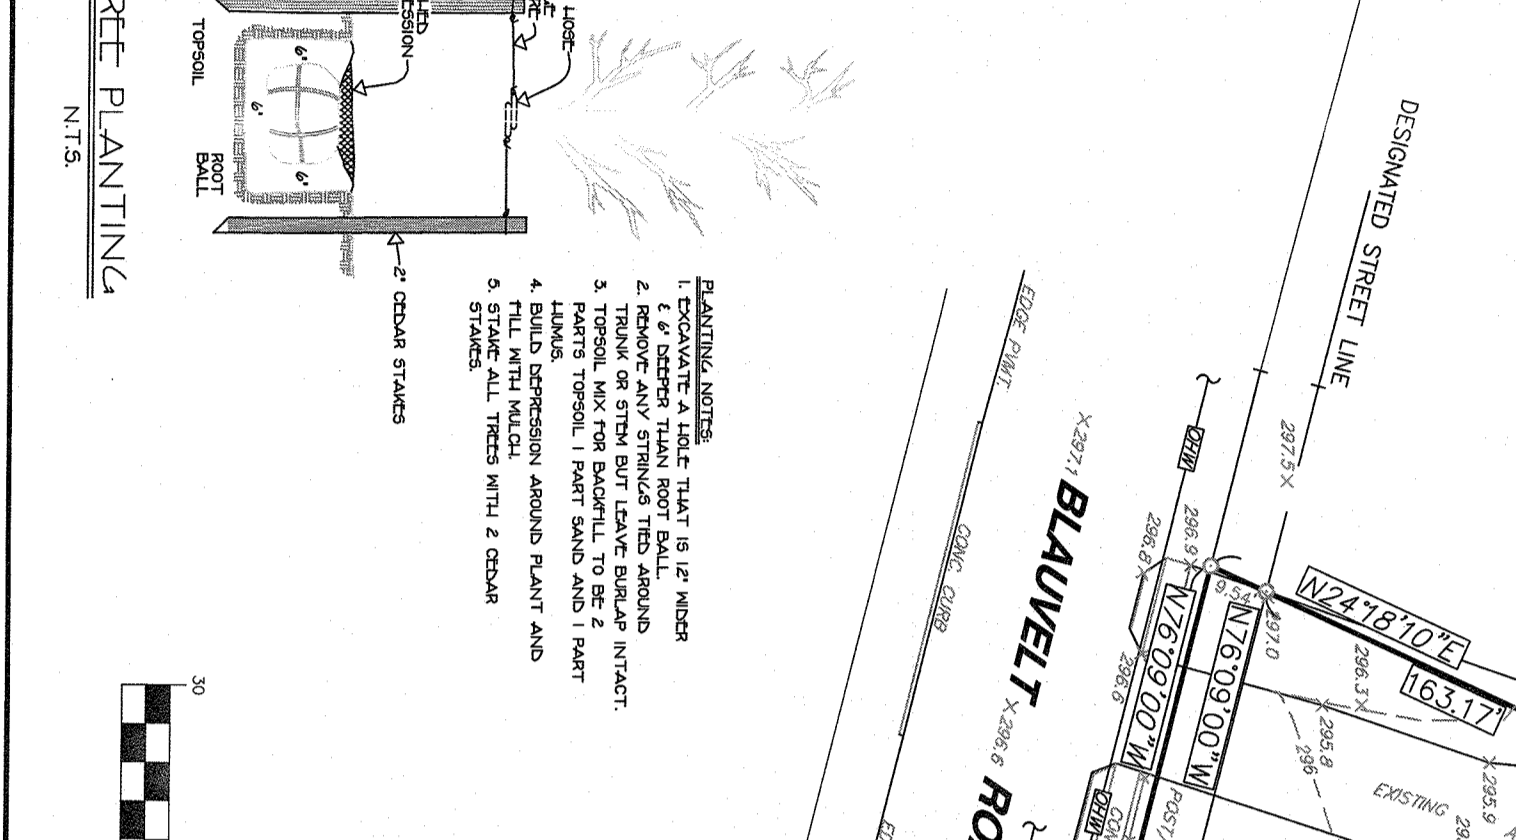 DESIGNATED STREET LINE
297.5
EDGE PVMT.
297.1
BLAUVELT
OHW
296.9
296.8
9.54'
N24°18'10"E
163.17'
297.0
N76°09'00"W
N76°09'00"W
296.3
295.8
296
295.9
EXISTING
296.6
296.6
CONC. CURB
OHW
HOSE
TOPSOIL
6"
6"
6"
ROOT
BALL
2" CEDAR STAKES
PLANTING
N.T.S.
PLANTING NOTES:
1. EXCAVATE A HOLE THAT IS 12" WIDER
& 6" DEEPER THAN ROOT BALL.
2. REMOVE ANY STRINGS TIED AROUND
TRUNK OR STEM BUT LEAVE BURLAP INTACT.
3. TOPSOIL MIX FOR BACKFILL TO BE 2
PARTS TOPSOIL 1 PART SAND AND 1 PART
HUMUS.
4. BUILD DEPRESSION AROUND PLANT AND
FILL WITH MULCH.
5. STAKE ALL TREES WITH 2 CEDAR
STAKES.
30